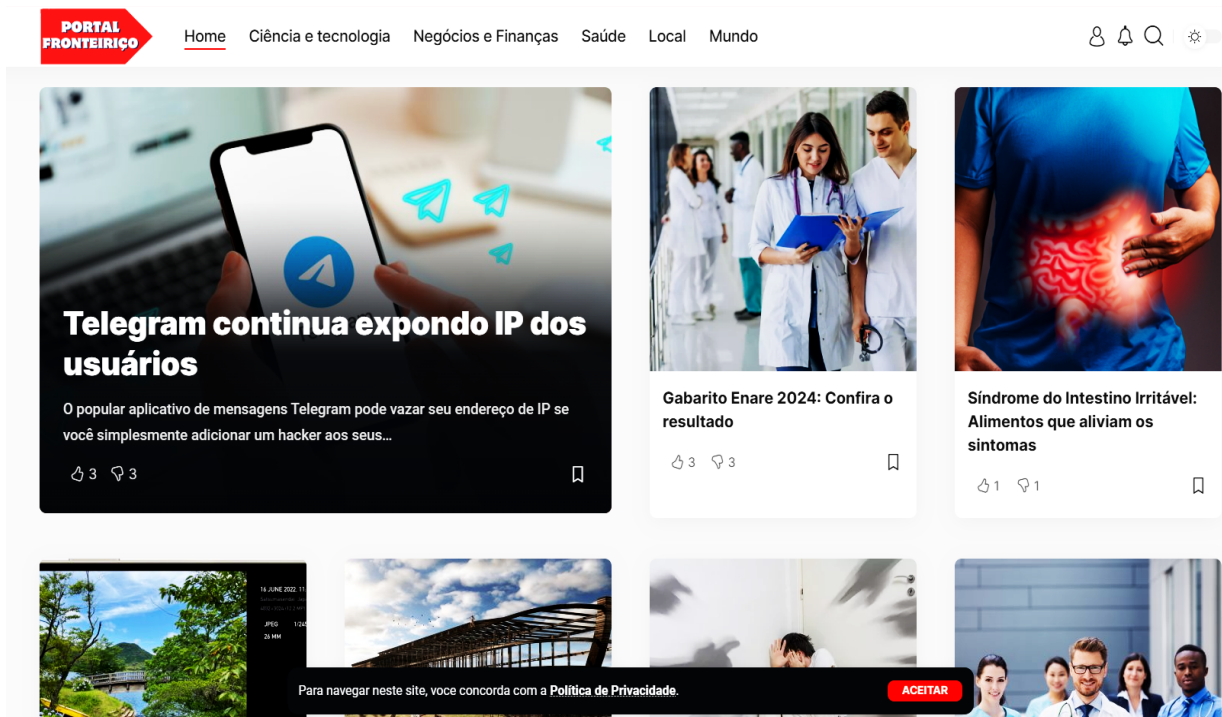 PORTAL
FRONTEIRIÇO
Home Ciência e tecnologia Negócios e Finanças Saúde Local Mundo
Telegram continua expondo IP dos
usuários
O popular aplicativo de mensagens Telegram pode vazar seu endereço de IP se
você simplesmente adicionar um hacker aos seus...
3 3
Gabarito Enare 2024: Confira o
resultado
3 3
Síndrome do Intestino Irritável:
Alimentos que aliviam os
sintomas
1 1
16 JUNE 2022. 11.
JPEG
26 MM
Para navegar neste site, voce concorda com a Política de Privacidade.
ACEITAR